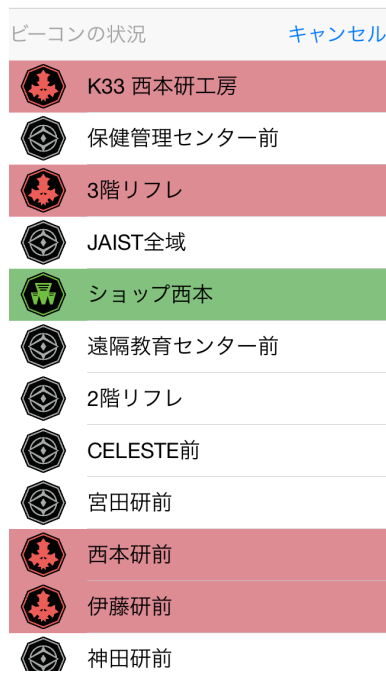 ビーコンの状況 キャンセル
K33 西本研工房
保健管理センター前
3階リフレ
JAIST全域
ショップ西本
遠隔教育センター前
2階リフレ
CELESTE前
宮田研前
西本研前
伊藤研前
神田研前